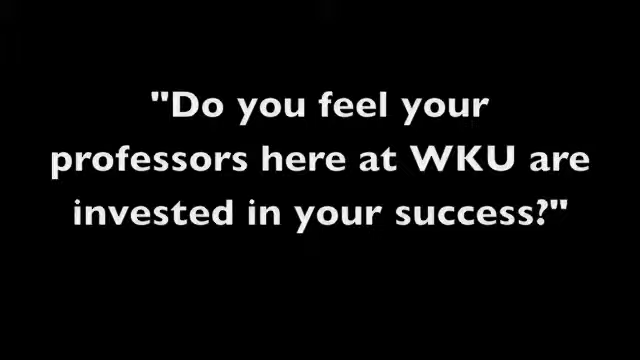 "Do you feel your
professors here at WKU are
invested in your success?"